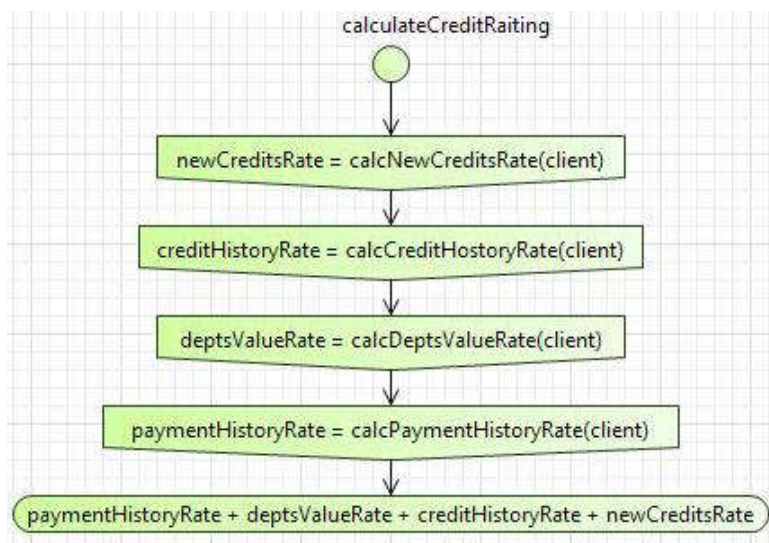 calculateCreditRaiting
newCreditsRate = calcNewCreditsRate(client)
creditHistoryRate = calcCreditHostoryRate(client)
deptsValueRate = calcDeptsValueRate(client)
paymentHistoryRate = calcPaymentHistoryRate(client)
paymentHistoryRate + deptsValueRate + creditHistoryRate + newCreditsRate